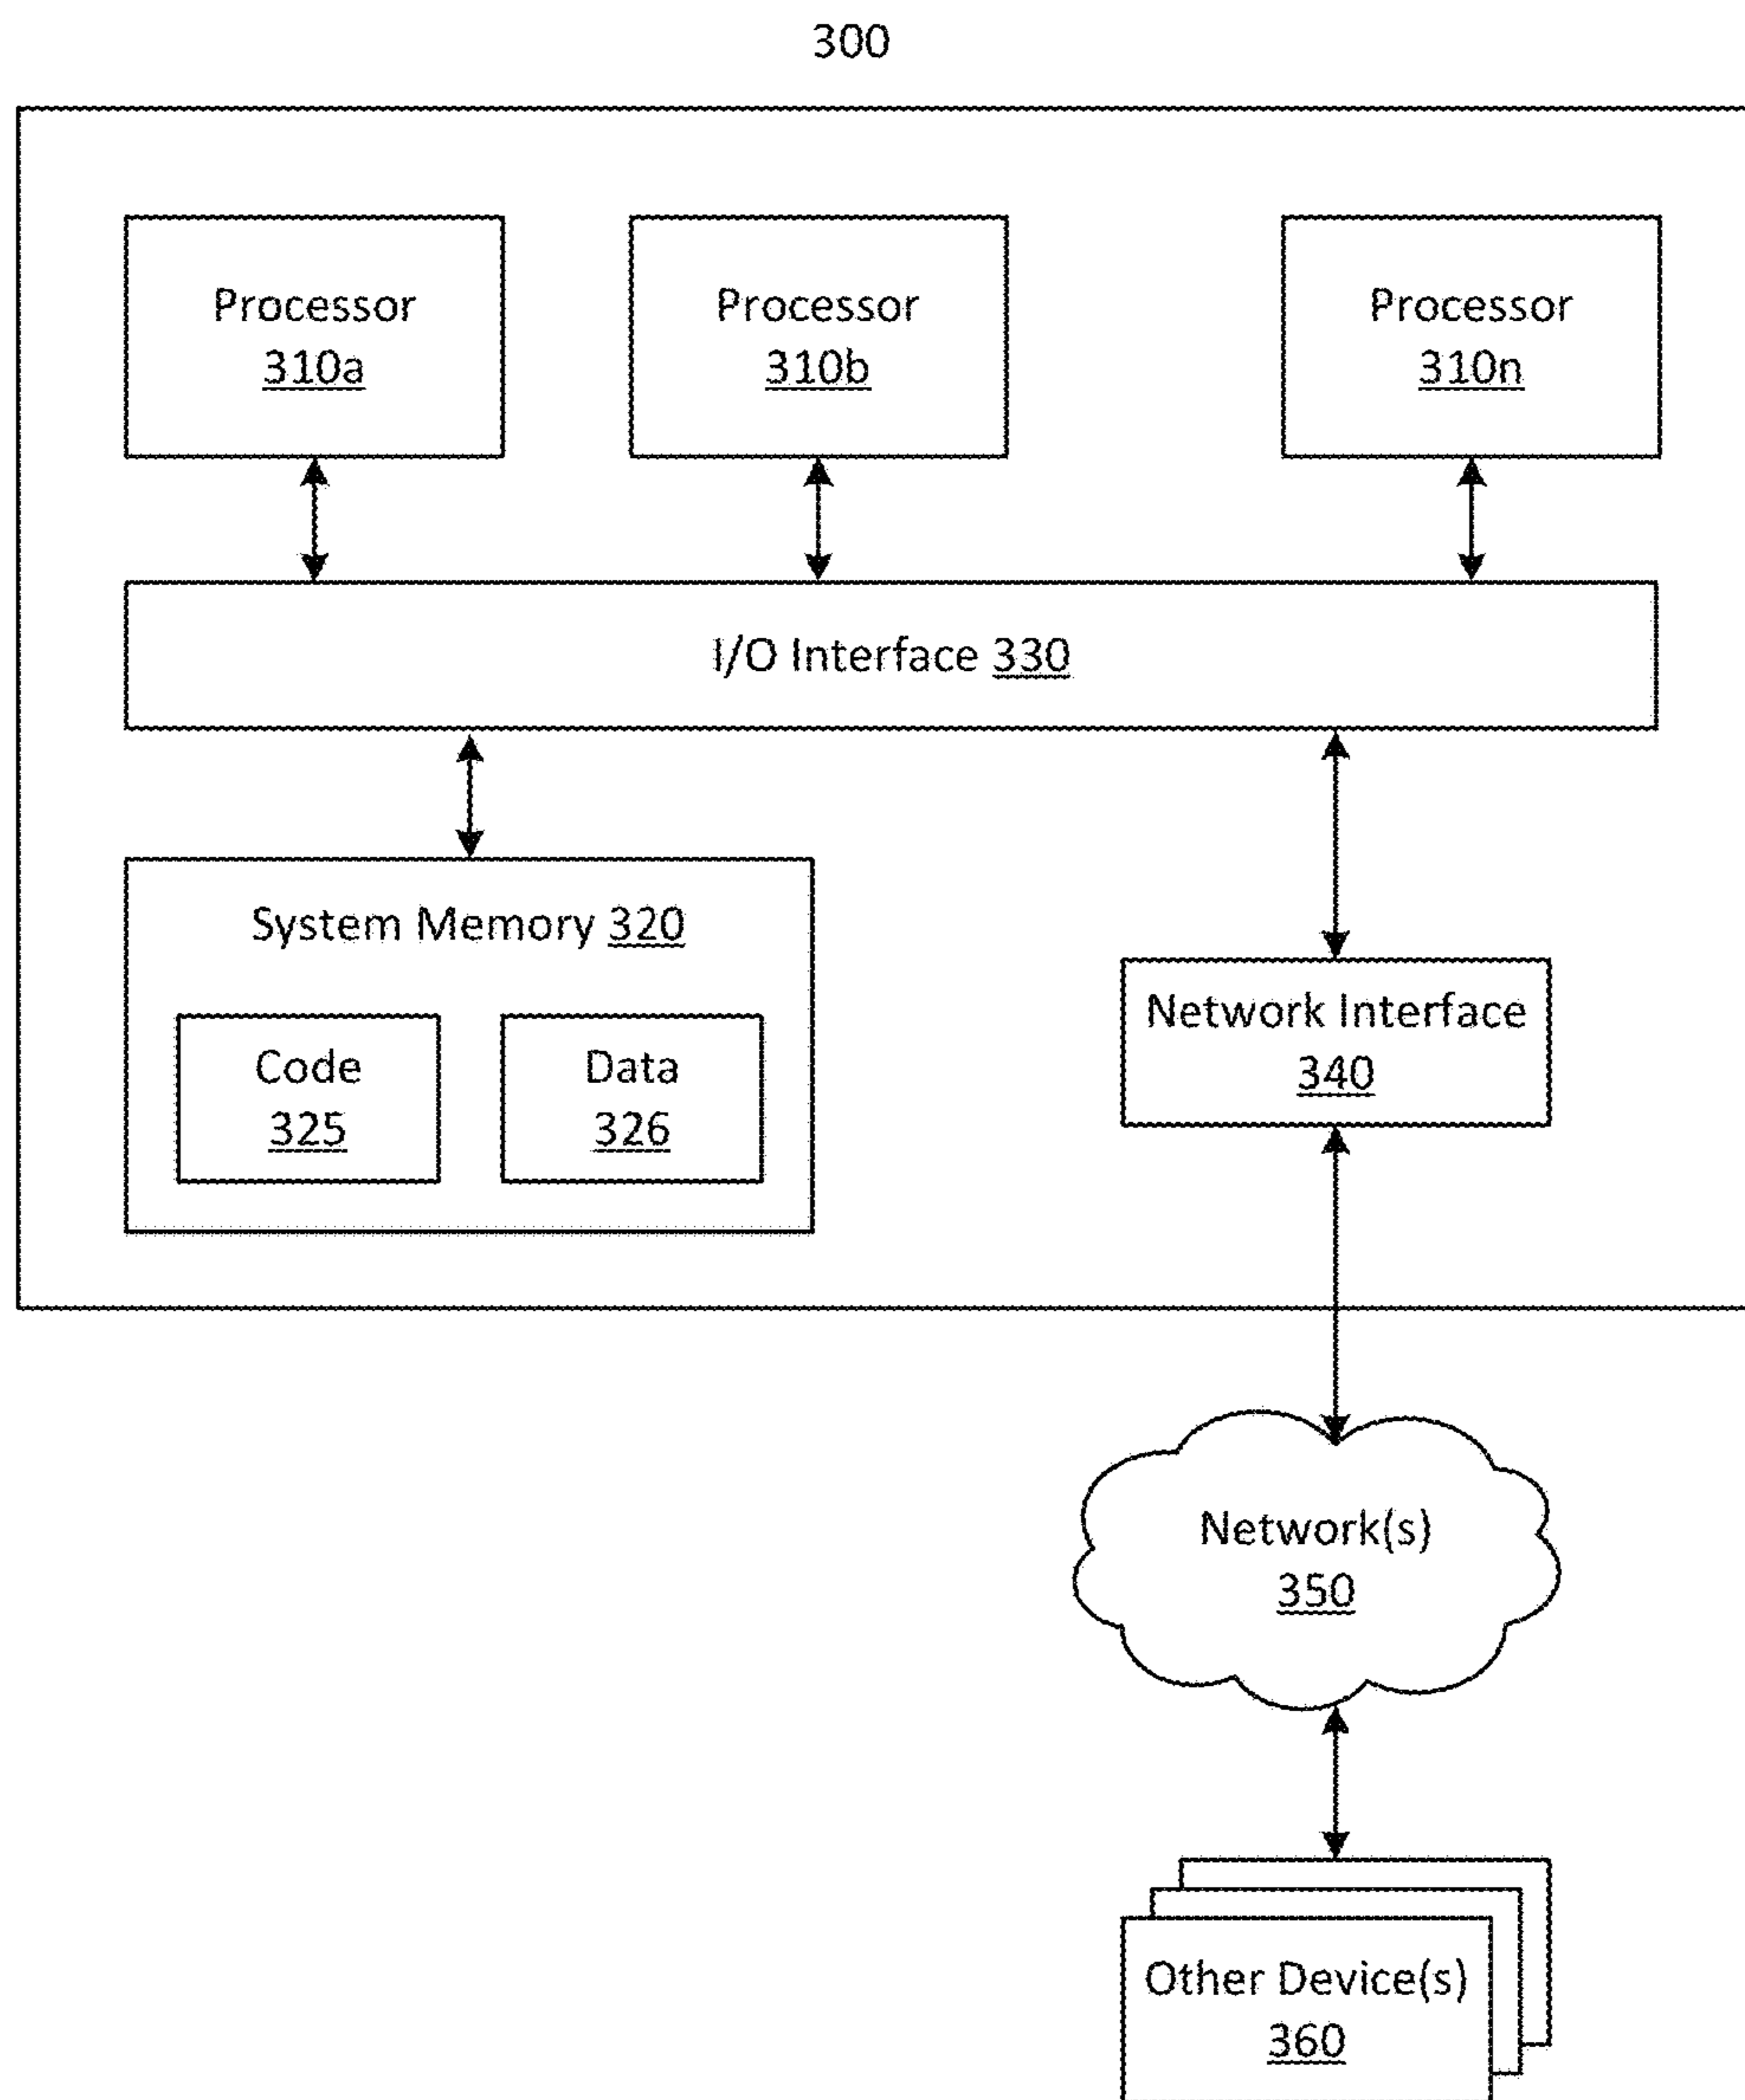 300
Processor
310a
Processor
310b
Processor
310n
I/O Interface 330
System Memory 320
Code
325
Data
326
Network Interface
340
Network(s)
350
Other Device(s)
360